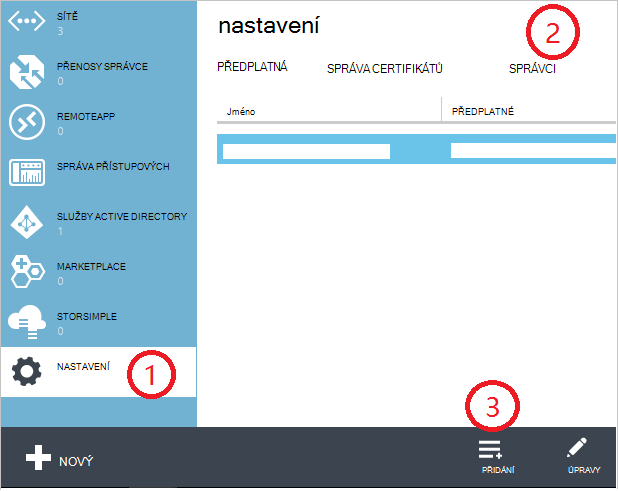 SÍTĚ
3
PŘENOSY SPRÁVCE
0
REMOTEAPP
0
SPRÁVA PŘÍSTUPOVÝCH
SLUŽBY ACTIVE DIRECTORY
1
MARKETPLACE
0
STORSIMPLE
0
NASTAVENÍ
1
nastavení
2
PŘEDPLATNÁ SPRÁVA CERTIFIKÁTŮ SPRÁVCI
Jméno PŘEDPLATNÉ
3
NOVÝ
PŘIDÁNÍ ÚPRAVY